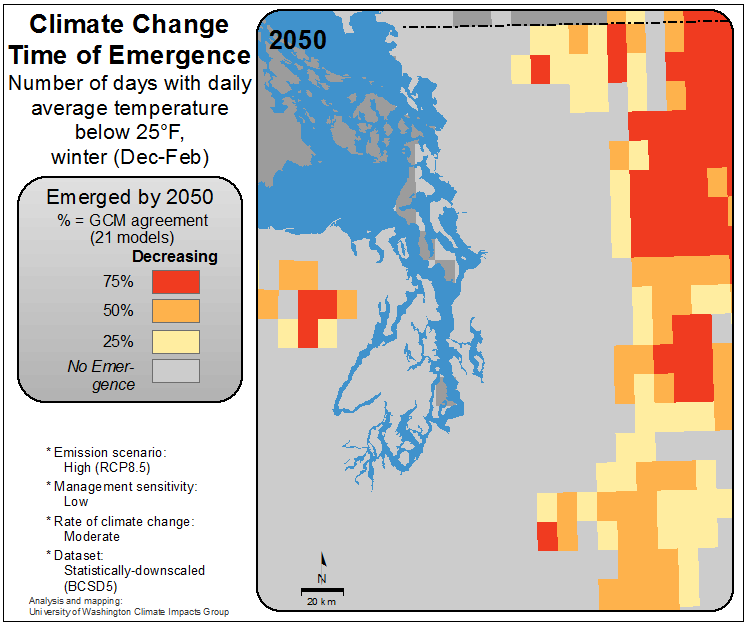 Climate Change
Time of Emergence
Number of days with daily
average temperature
below 25°F,
winter (Dec-Feb)
Emerged by 2050
% = GCM agreement
(21 models)
Decreasing
75%
50%
25%
No Emer-
gence
* Emission scenario:
High (RCP8.5)
* Management sensitivity:
Low
* Rate of climate change:
Moderate
* Dataset:
Statistically-downscaled
(BCSD5)
Analysis and mapping:
University of Washington Climate Impacts Group
2050
N
20 km